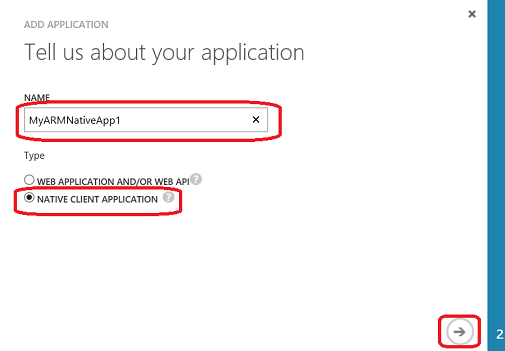 ADD APPLICATION
Tell us about your application
NAME
MyARMNativeApp1
Type
WEB APPLICATION AND/OR WEB API ?
NATIVE CLIENT APPLICATION ?
2